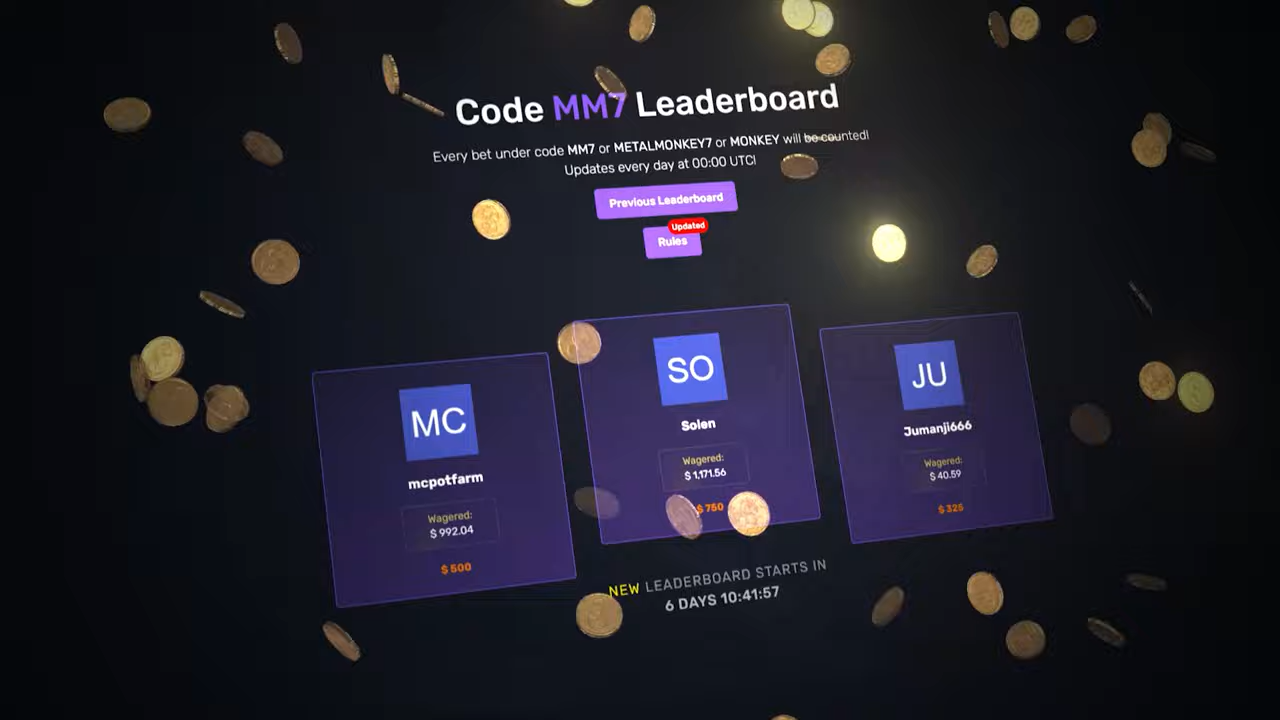 Code MM7 Leaderboard
Every bet under code MM7 or METALMONKEY7 or MONKEY will be counted!
Updates every day at 00:00 UTC!
Previous Leaderboard
Updated
Rules
MC
mcpotfarm
Wagered:
$ 992.04
$ 500
SO
Solen
Wagered:
$ 1,171.56
$ 750
JU
Jumanji666
Wagered:
$ 40.59
$ 325
NEW LEADERBOARD STARTS IN
6 DAYS 10:41:57